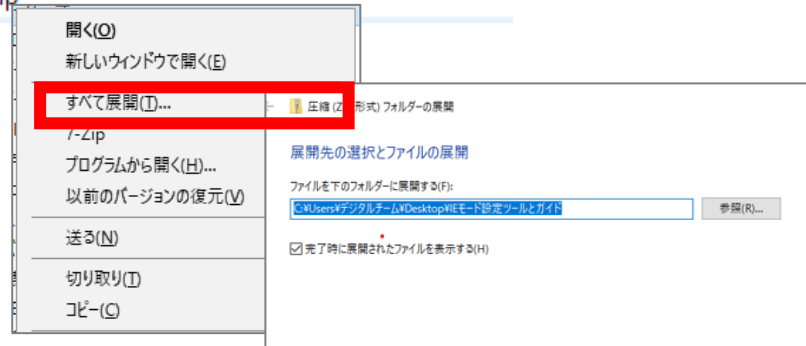 開く(O)
新しいウィンドウで開く(E)
すべて展開(T)...
7-Zip
プログラムから開く(H)...
以前のバージョンの復元(V)
送る(N)
切り取り(T)
コピー(C)
圧縮 (ZIP 形式) フォルダーの展開
展開先の選択とファイルの展開
ファイルを下のフォルダーに展開する(F):
C:¥Users¥デジタルチーム¥Desktop¥IEモード設定ツールとガイド
参照(R)...
完了時に展開されたファイルを表示する(H)